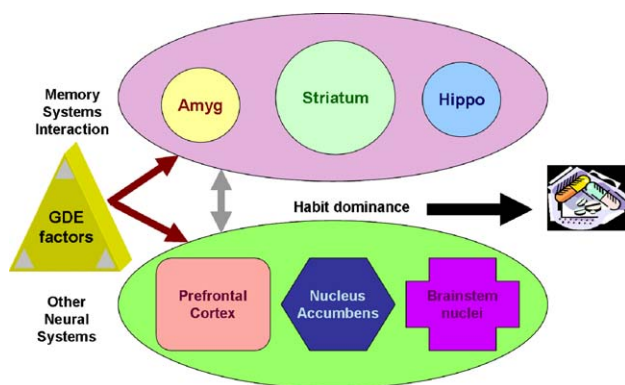 Memory
Systems
Interaction
Amyg
Striatum
Hippo
GDE
factors
Habit dominance
Other
Neural
Systems
Prefrontal
Cortex
Nucleus
Accumbens
Brainstem
nuclei